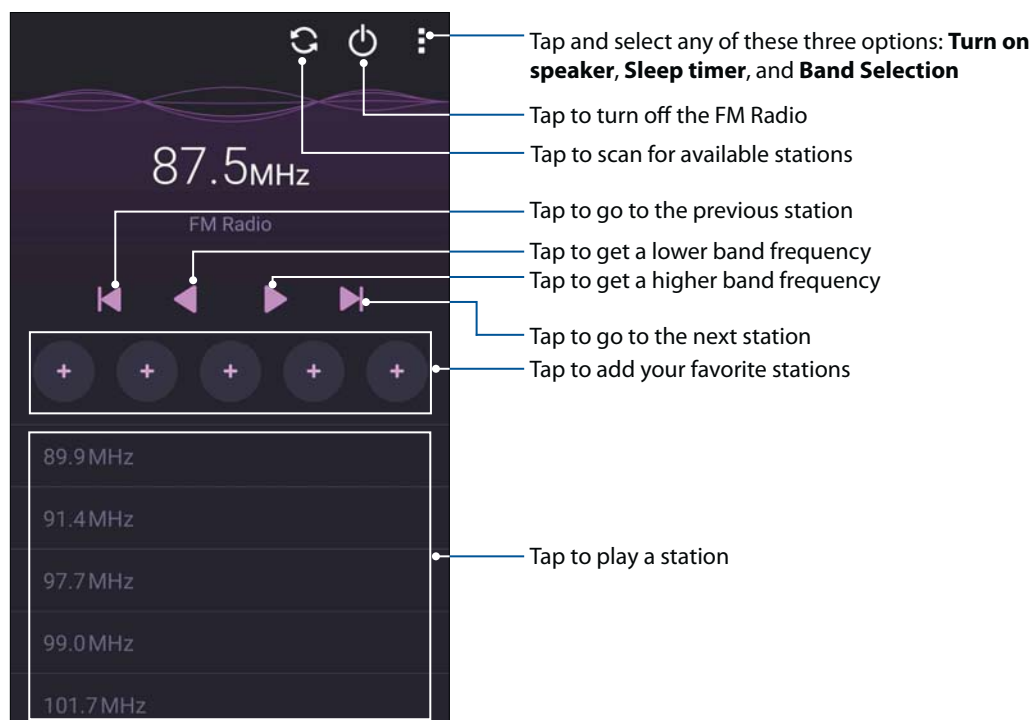 Tap and select any of these three options: Turn on
speaker, Sleep timer, and Band Selection
Tap to turn off the FM Radio
Tap to scan for available stations
87.5MHz
FM Radio
Tap to go to the previous station
Tap to get a lower band frequency
Tap to get a higher band frequency
Tap to go to the next station
Tap to add your favorite stations
+ + + + +
89.9MHz
91.4MHz
97.7MHz
99.0MHz
101.7MHz
Tap to play a station